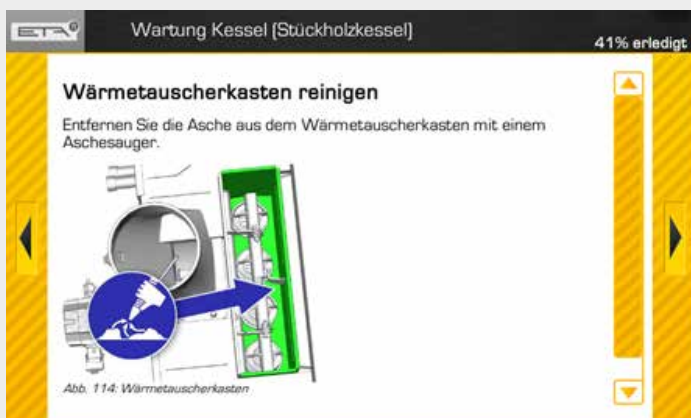 ETA
Wartung Kessel (Stückholzkessel)
41% erledigt
Wärmetauscherkasten reinigen
Entfernen Sie die Asche aus dem Wärmetauscherkasten mit einem
Aschesauger.
Abb. 114: Wärmetauscherkasten